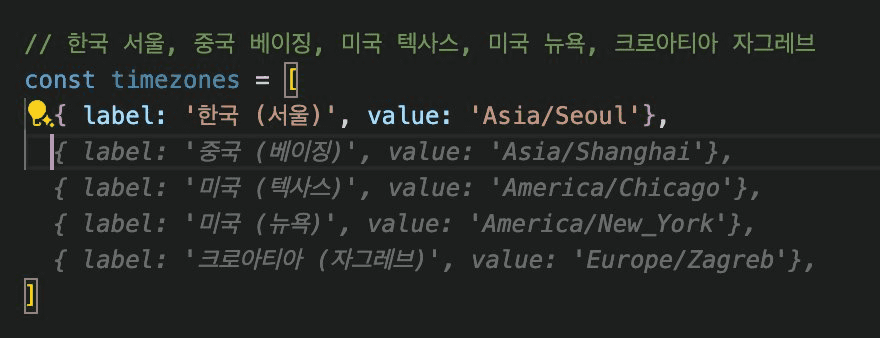 // 한국 서울, 중국 베이징, 미국 텍사스, 미국 뉴욕, 크로아티아 자그레브
const timezones = [
{ label: '한국 (서울)', value: 'Asia/Seoul'},
{ label: '중국 (베이징)', value: 'Asia/Shanghai'},
{ label: '미국 (텍사스)', value: 'America/Chicago'},
{ label: '미국 (뉴욕)', value: 'America/New_York'},
{ label: '크로아티아 (자그레브)', value: 'Europe/Zagreb'},
]